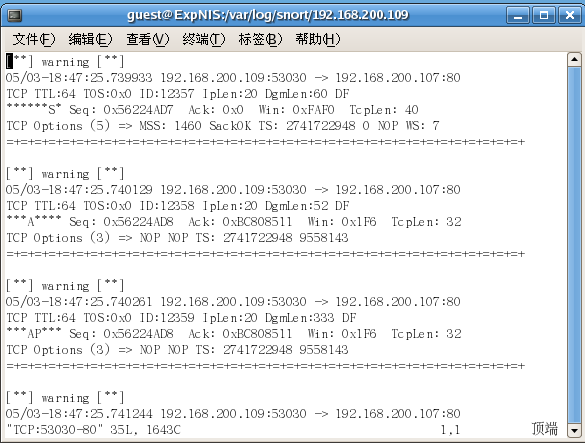 guest@ExpNIS:/var/log/snort/192.168.200.109
文件(F) 编辑(E) 查看(V) 终端(T) 标签(B) 帮助(H)
[**] warning [**]
05/03-18:47:25.739933 192.168.200.109:53030 -> 192.168.200.107:80
TCP TTL:64 TOS:0x0 ID:12357 IpLen:20 DgmLen:60 DF
******S* Seq: 0x56224AD7  Ack: 0x0  Win: 0xFAF0  TcpLen: 40
TCP Options (5) => MSS: 1460 SackOK TS: 2741722948 0 NOP WS: 7
=+=+=+=+=+=+=+=+=+=+=+=+=+=+=+=+=+=+=+=+=+=+=+=+=+=+=+=+=+=+=+=+=+=+=+=+=+
[**] warning [**]
05/03-18:47:25.740129 192.168.200.109:53030 -> 192.168.200.107:80
TCP TTL:64 TOS:0x0 ID:12358 IpLen:20 DgmLen:52 DF
***A**** Seq: 0x56224AD8  Ack: 0xBC808511  Win: 0x1F6  TcpLen: 32
TCP Options (3) => NOP NOP TS: 2741722948 9558143
=+=+=+=+=+=+=+=+=+=+=+=+=+=+=+=+=+=+=+=+=+=+=+=+=+=+=+=+=+=+=+=+=+=+=+=+=+
[**] warning [**]
05/03-18:47:25.740261 192.168.200.109:53030 -> 192.168.200.107:80
TCP TTL:64 TOS:0x0 ID:12359 IpLen:20 DgmLen:333 DF
***AP*** Seq: 0x56224AD8  Ack: 0xBC808511  Win: 0x1F6  TcpLen: 32
TCP Options (3) => NOP NOP TS: 2741722948 9558143
=+=+=+=+=+=+=+=+=+=+=+=+=+=+=+=+=+=+=+=+=+=+=+=+=+=+=+=+=+=+=+=+=+=+=+=+=+
[**] warning [**]
05/03-18:47:25.741244 192.168.200.109:53030 -> 192.168.200.107:80
"TCP:53030-80" 35L, 1643C 1,1 顶端